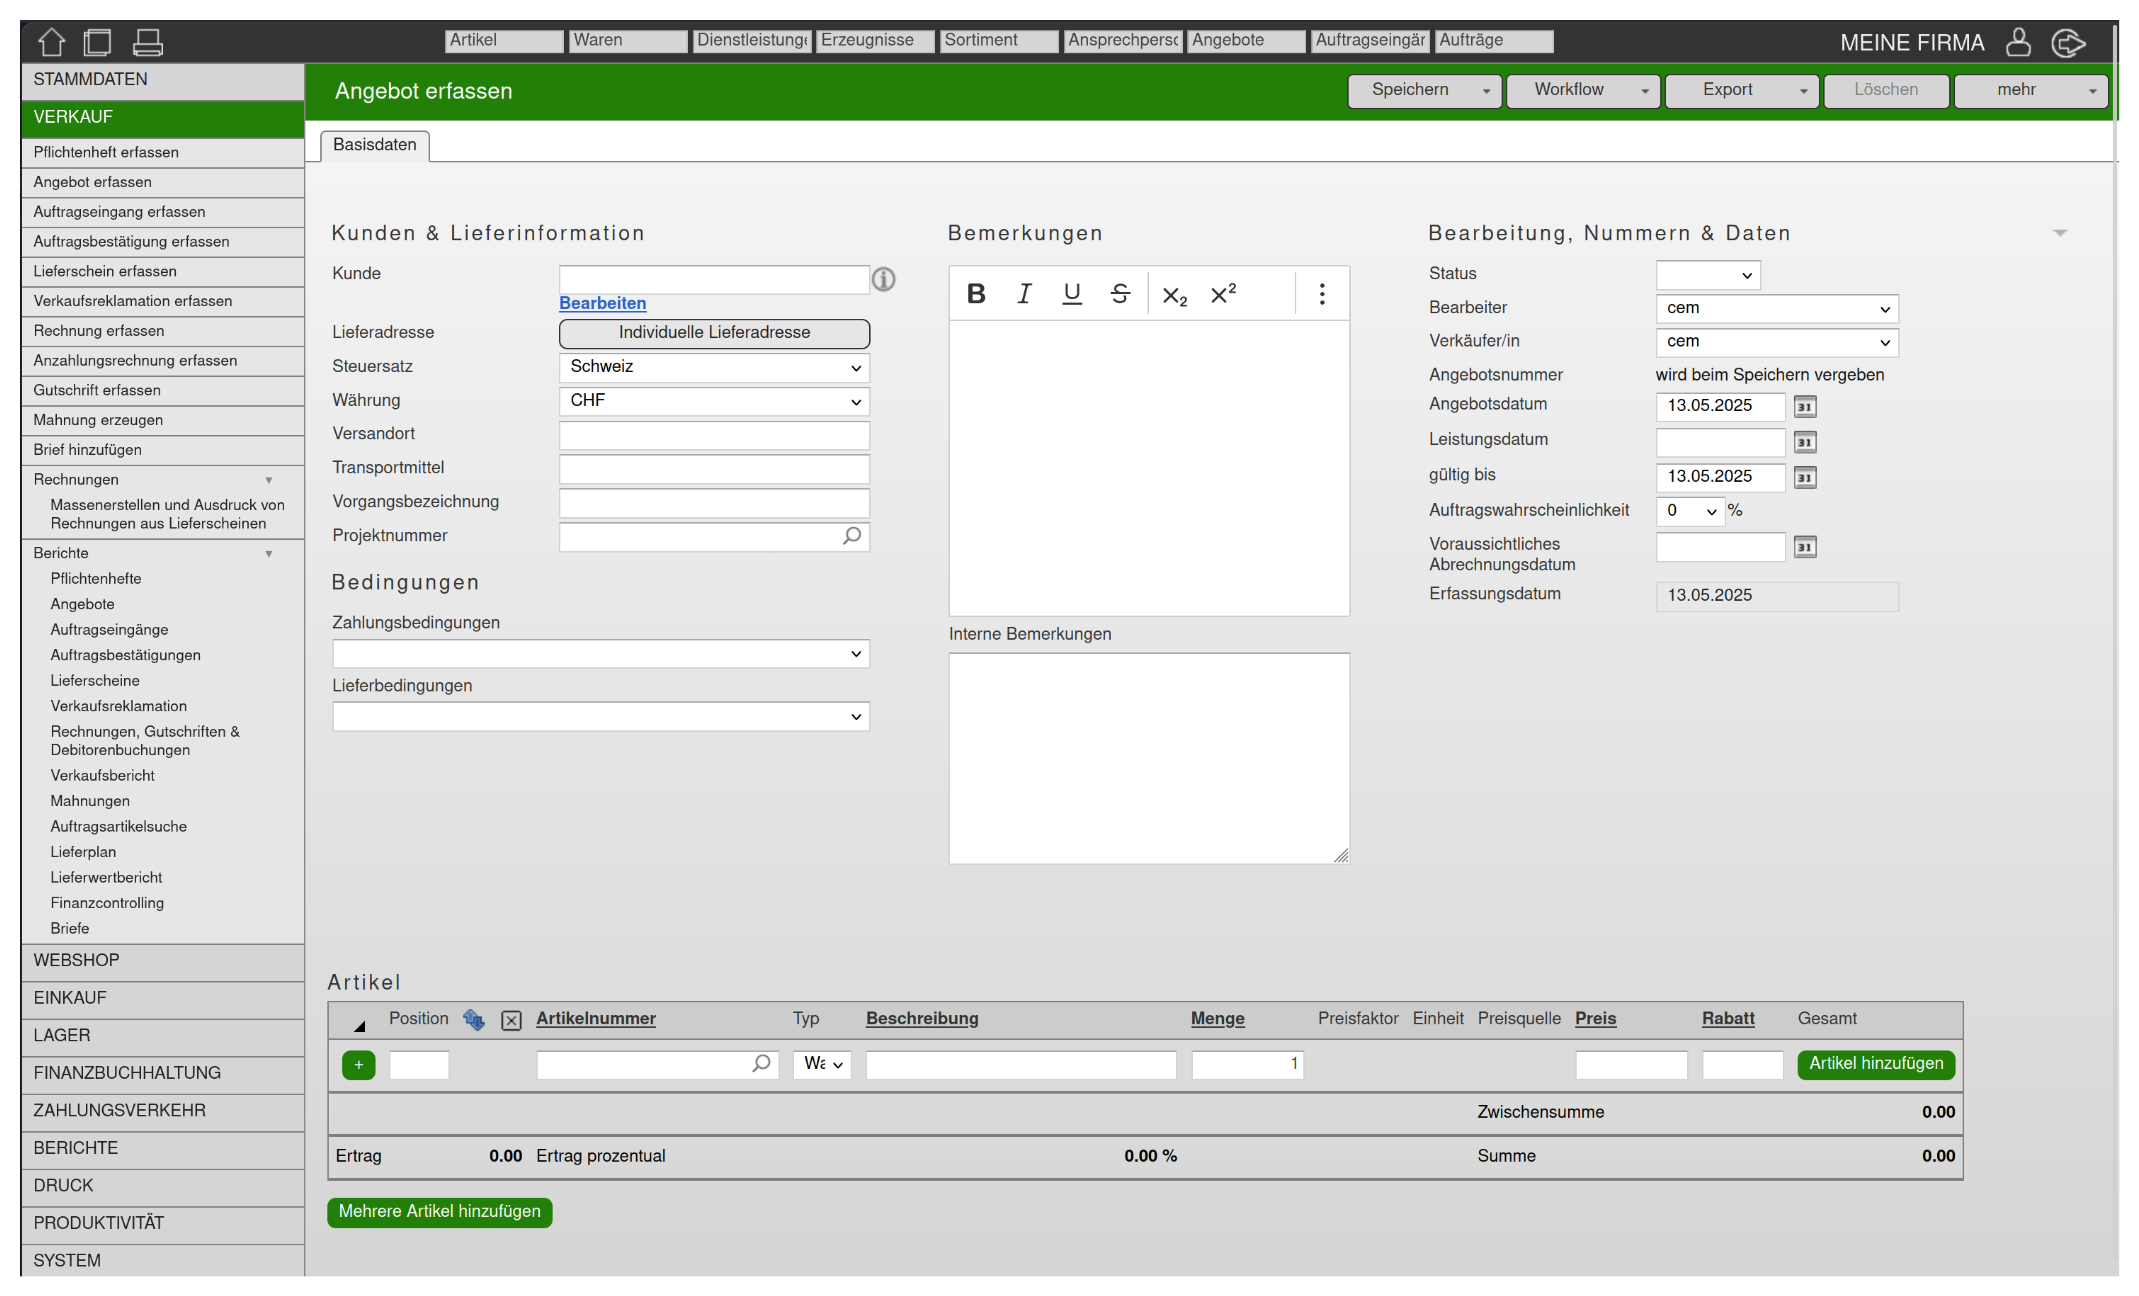 Artikel
Waren
Dienstleistung
Erzeugnisse
Sortiment
Ansprechpers
Angebote
Auftragseingär
Aufträge
MEINE FIRMA
STAMMDATEN
VERKAUF
Pflichtenheft erfassen
Angebot erfassen
Auftragseingang erfassen
Auftragsbestätigung erfassen
Lieferschein erfassen
Verkaufsreklamation erfassen
Rechnung erfassen
Anzahlungsrechnung erfassen
Gutschrift erfassen
Mahnung erzeugen
Brief hinzufügen
Rechnungen
Massenerstellen und Ausdruck von
Rechnungen aus Lieferscheinen
Berichte
Pflichtenhefte
Angebote
Auftragseingänge
Auftragsbestätigungen
Lieferscheine
Verkaufsreklamation
Rechnungen, Gutschriften &
Debitorenbuchungen
Verkaufsbericht
Mahnungen
Auftragsartikelsuche
Lieferplan
Lieferwertbericht
Finanzcontrolling
Briefe
WEBSHOP
EINKAUF
LAGER
FINANZBUCHHALTUNG
ZAHLUNGSVERKEHR
BERICHTE
DRUCK
PRODUKTIVITÄT
SYSTEM
Angebot erfassen
Speichern
Workflow
Export
Löschen
mehr
Basisdaten
Kunden & Lieferinformation
Kunde
Bearbeiten
Lieferadresse Individuelle Lieferadresse
Steuersatz Schweiz
Währung CHF
Versandort
Transportmittel
Vorgangsbezeichnung
Projektnummer
Bedingungen
Zahlungsbedingungen
Lieferbedingungen
Bemerkungen
B I U S X₂ X²
Interne Bemerkungen
Bearbeitung, Nummern & Daten
Status
Bearbeiter cem
Verkäufer/in cem
Angebotsnummer wird beim Speichern vergeben
Angebotsdatum 13.05.2025 31
Leistungsdatum 31
gültig bis 13.05.2025 31
Auftragswahrscheinlichkeit 0 %
Voraussichtliches
Abrechnungsdatum 31
Erfassungsdatum 13.05.2025
Artikel
Position Artikelnummer Typ Beschreibung Menge Preisfaktor Einheit Preisquelle Preis Rabatt Gesamt
+ Wa 1 Artikel hinzufügen
Zwischensumme 0.00
Ertrag 0.00 Ertrag prozentual 0.00 % Summe 0.00
Mehrere Artikel hinzufügen